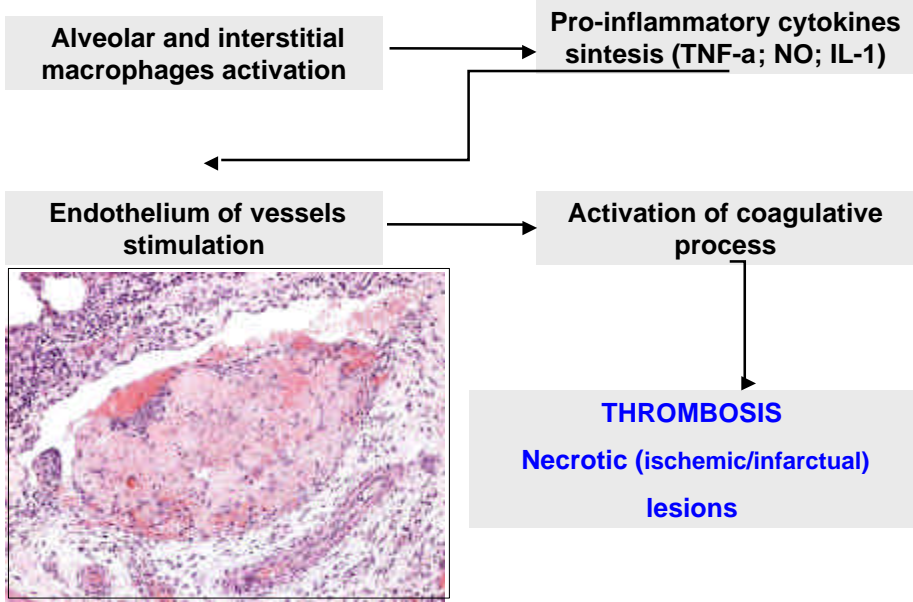 Alveolar and interstitial
macrophages activation
Pro-inflammatory cytokines
sintesis (TNF-a; NO; IL-1)
Endothelium of vessels
stimulation
Activation of coagulative
process
THROMBOSIS
Necrotic (ischemic/infarctual)
lesions